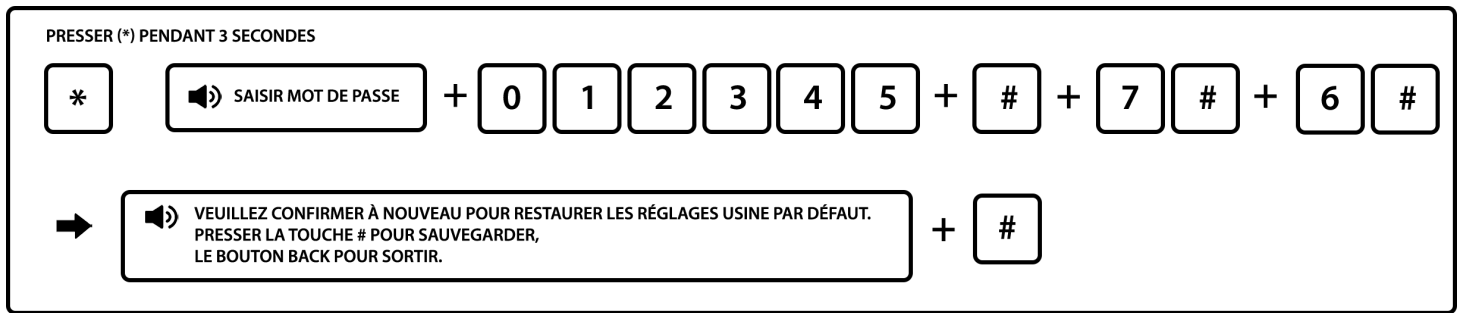 PRESSER (*) PENDANT 3 SECONDES
* SAISIR MOT DE PASSE + 0 1 2 3 4 5 + # + 7 # + 6 #
VEUILLEZ CONFIRMER À NOUVEAU POUR RESTAURER LES RÉGLAGES USINE PAR DÉFAUT.
PRESSER LA TOUCHE # POUR SAUVEGARDER,
LE BOUTON BACK POUR SORTIR.
+ #